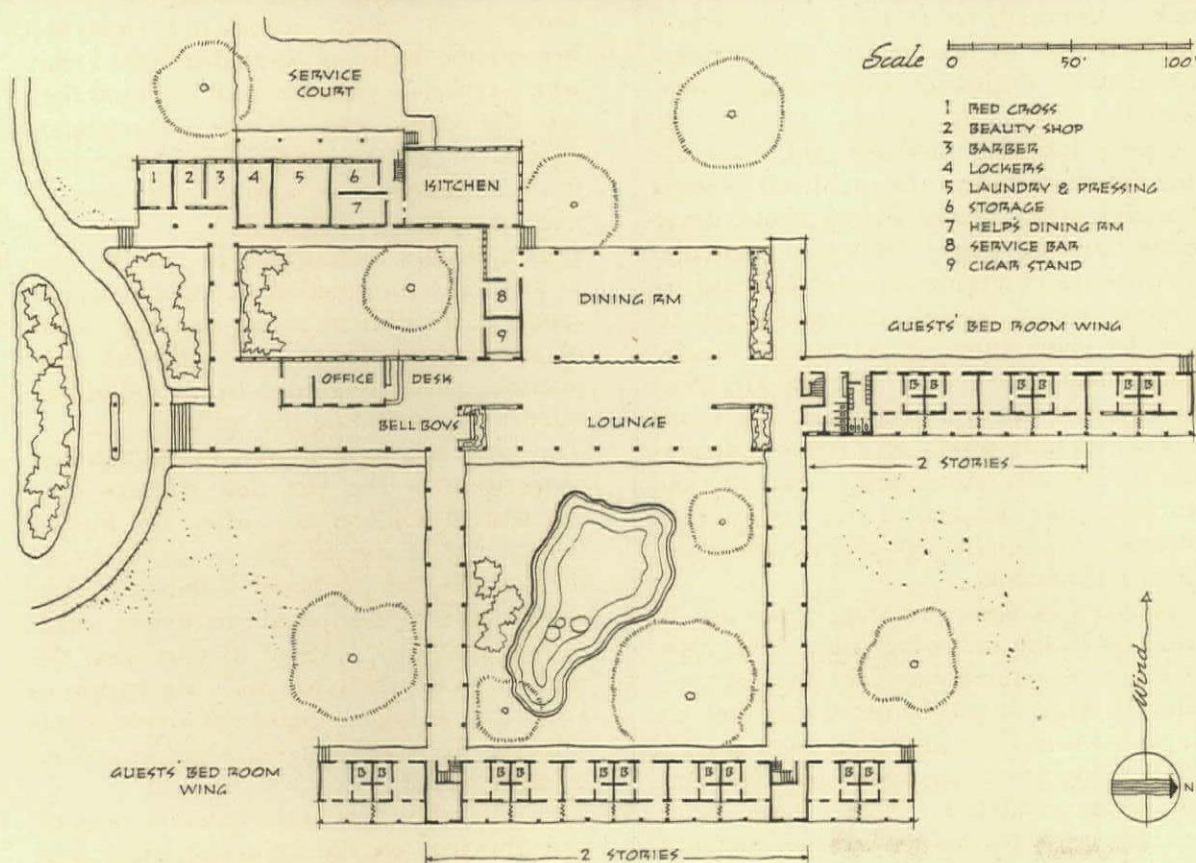 Scale 0 50' 100'
SERVICE
COURT
1 RED CROSS
2 BEAUTY SHOP
3 BARBER
4 LOCKERS
5 LAUNDRY & PRESSING
6 STORAGE
7 HELP'S DINING RM
8 SERVICE BAR
9 CIGAR STAND
1 2 3 4 5 6
7
KITCHEN
8
9
DINING RM
GUESTS' BED ROOM WING
OFFICE DESK
BELL BOYS
LOUNGE
B B B B B B
2 STORIES
Wind
N
GUESTS' BED ROOM
WING
B B B B B B B B B B
2 STORIES